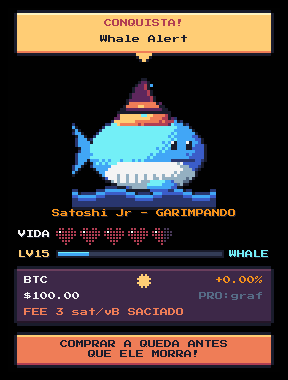 CONQUISTA!
Whale Alert
Satoshi Jr - GARIMPANDO
VIDA
LV15 WHALE
BTC +0.00%
$100.00 PRO:graf
FEE 3 sat/vB SACIADO
COMPRAR A QUEDA ANTES
QUE ELE MORRA!